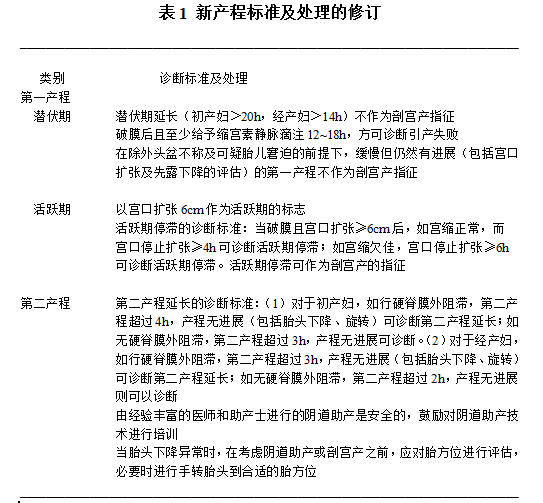 表1 新产程标准及处理的修订
类别 诊断标准及处理
第一产程
潜伏期 潜伏期延长（初产妇＞20h，经产妇＞14h）不作为剖宫产指征
破膜后且至少给予缩宫素静脉滴注12~18h，方可诊断引产失败
在除外头盆不称及可疑胎儿窘迫的前提下，缓慢但仍然有进展（包括宫口
扩张及先露下降的评估）的第一产程不作为剖宫产指征
活跃期 以宫口扩张6cm作为活跃期的标志
活跃期停滞的诊断标准：当破膜且宫口扩张≥6cm后，如宫缩正常，而
宫口停止扩张≥4h可诊断活跃期停滞；如宫缩欠佳，宫口停止扩张≥6h
可诊断活跃期停滞。活跃期停滞可作为剖宫产的指征
第二产程 第二产程延长的诊断标准：（1）对于初产妇，如行硬脊膜外阻滞，第二产
程超过4h，产程无进展（包括胎头下降、旋转）可诊断第二产程延长；如
无硬脊膜外阻滞，第二产程超过3h，产程无进展可诊断。（2）对于经产妇，
如行硬脊膜外阻滞，第二产程超过3h，产程无进展（包括胎头下降、旋转）
可诊断第二产程延长；如无硬脊膜外阻滞，第二产程超过2h，产程无进展
则可以诊断
由经验丰富的医师和助产士进行的阴道助产是安全的，鼓励对阴道助产技
术进行培训
当胎头下降异常时，在考虑阴道助产或剖宫产之前，应对胎方位进行评估，
必要时进行手转胎头到合适的胎方位